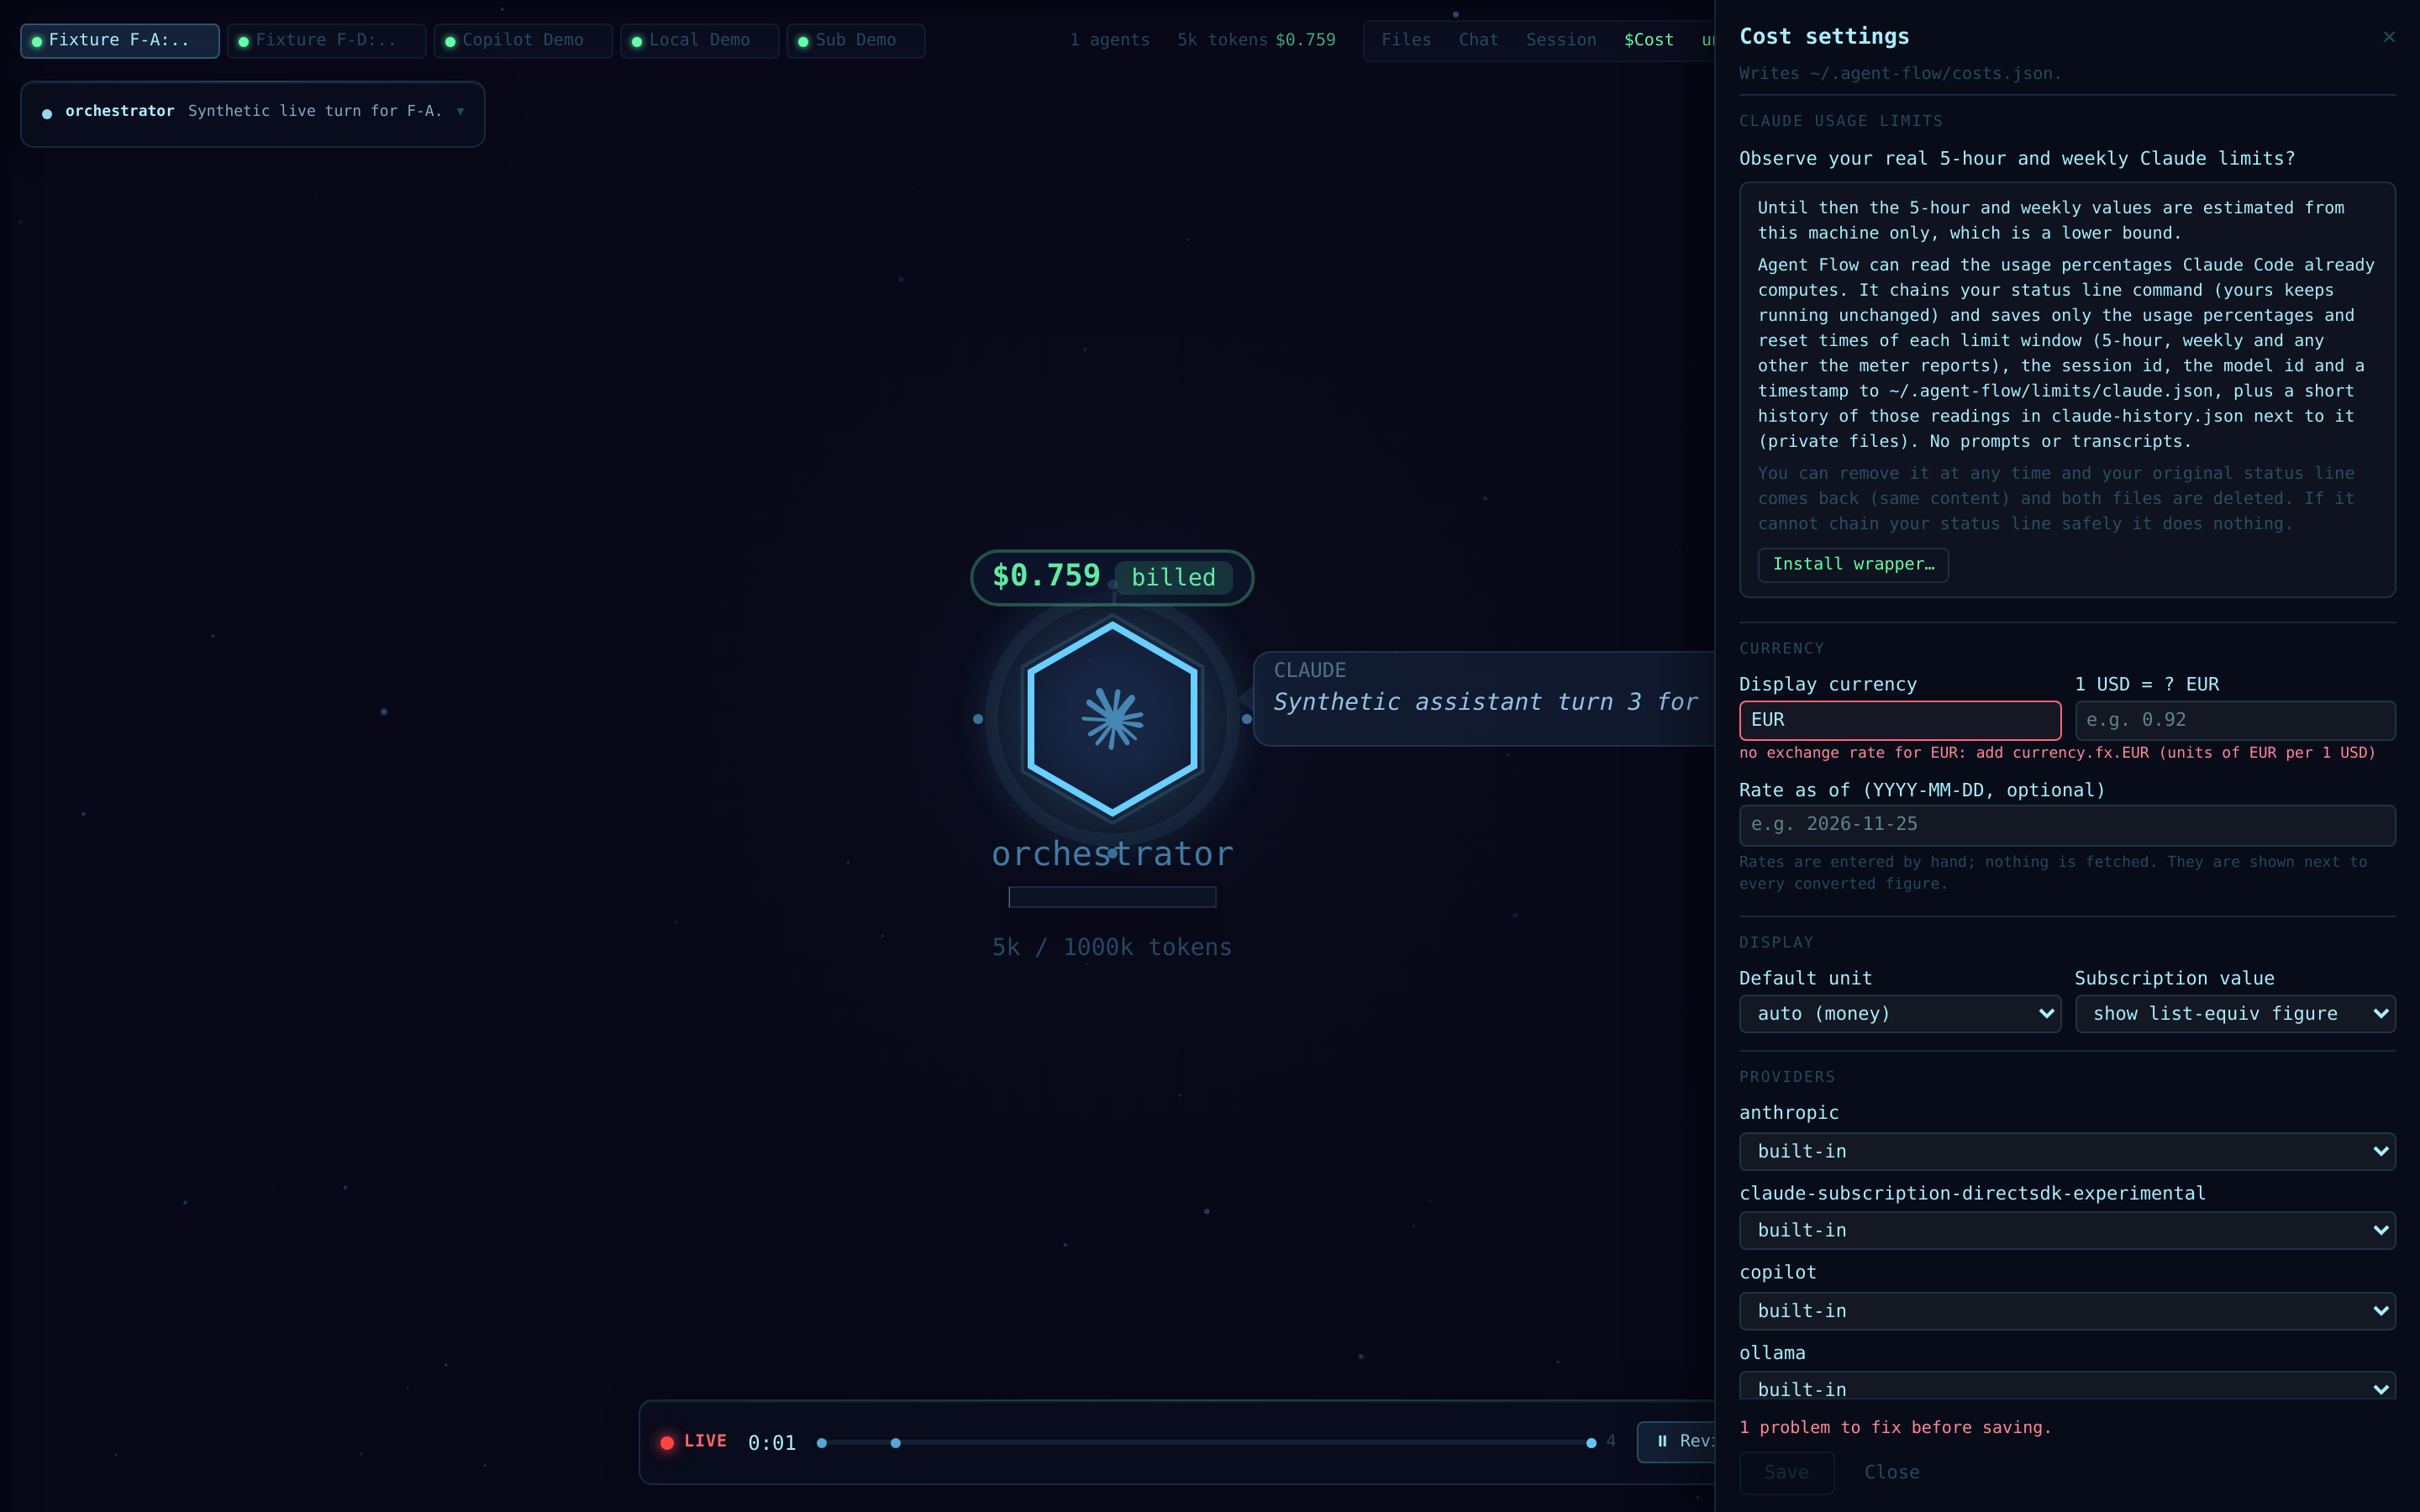 Fixture F-A:..
Fixture F-D:..
Copilot Demo
Local Demo
Sub Demo
1 agents
5k tokens $0.759
Files
Chat
Session
$Cost
orchestrator Synthetic live turn for F-A. ▼
$0.759 billed
CLAUDE
Synthetic assistant turn 3 for
orchestrator
5k / 1000k tokens
LIVE 0:01
4
Cost settings
×
Writes ~/.agent-flow/costs.json.
CLAUDE USAGE LIMITS
Observe your real 5-hour and weekly Claude limits?
Until then the 5-hour and weekly values are estimated from
this machine only, which is a lower bound.
Agent Flow can read the usage percentages Claude Code already
computes. It chains your status line command (yours keeps
running unchanged) and saves only the usage percentages and
reset times of each limit window (5-hour, weekly and any
other the meter reports), the session id, the model id and a
timestamp to ~/.agent-flow/limits/claude.json, plus a short
history of those readings in claude-history.json next to it
(private files). No prompts or transcripts.
You can remove it at any time and your original status line
comes back (same content) and both files are deleted. If it
cannot chain your status line safely it does nothing.
Install wrapper…
CURRENCY
Display currency
1 USD = ? EUR
EUR
e.g. 0.92
no exchange rate for EUR: add currency.fx.EUR (units of EUR per 1 USD)
Rate as of (YYYY-MM-DD, optional)
e.g. 2026-11-25
Rates are entered by hand; nothing is fetched. They are shown next to
every converted figure.
DISPLAY
Default unit
Subscription value
auto (money)
show list-equiv figure
PROVIDERS
anthropic
built-in
claude-subscription-directsdk-experimental
built-in
copilot
built-in
ollama
built-in
1 problem to fix before saving.
Save
Close